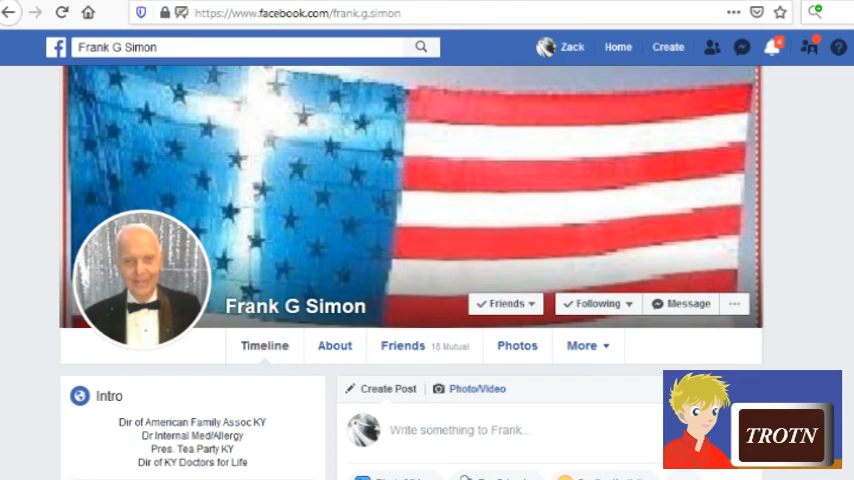 https://www.facebook.com/frank.g.simon
Frank G Simon
Zack
Home
Create
Frank G Simon
Friends
Following
Message
Timeline
About
Friends 18 Mutual
Photos
More
Intro
Dir of American Family Assoc KY
Dr Internal Med/Allergy
Pres. Tea Party KY
Dir of KY Doctors for Life
Create Post
Photo/Video
Write something to Frank...
TROTN